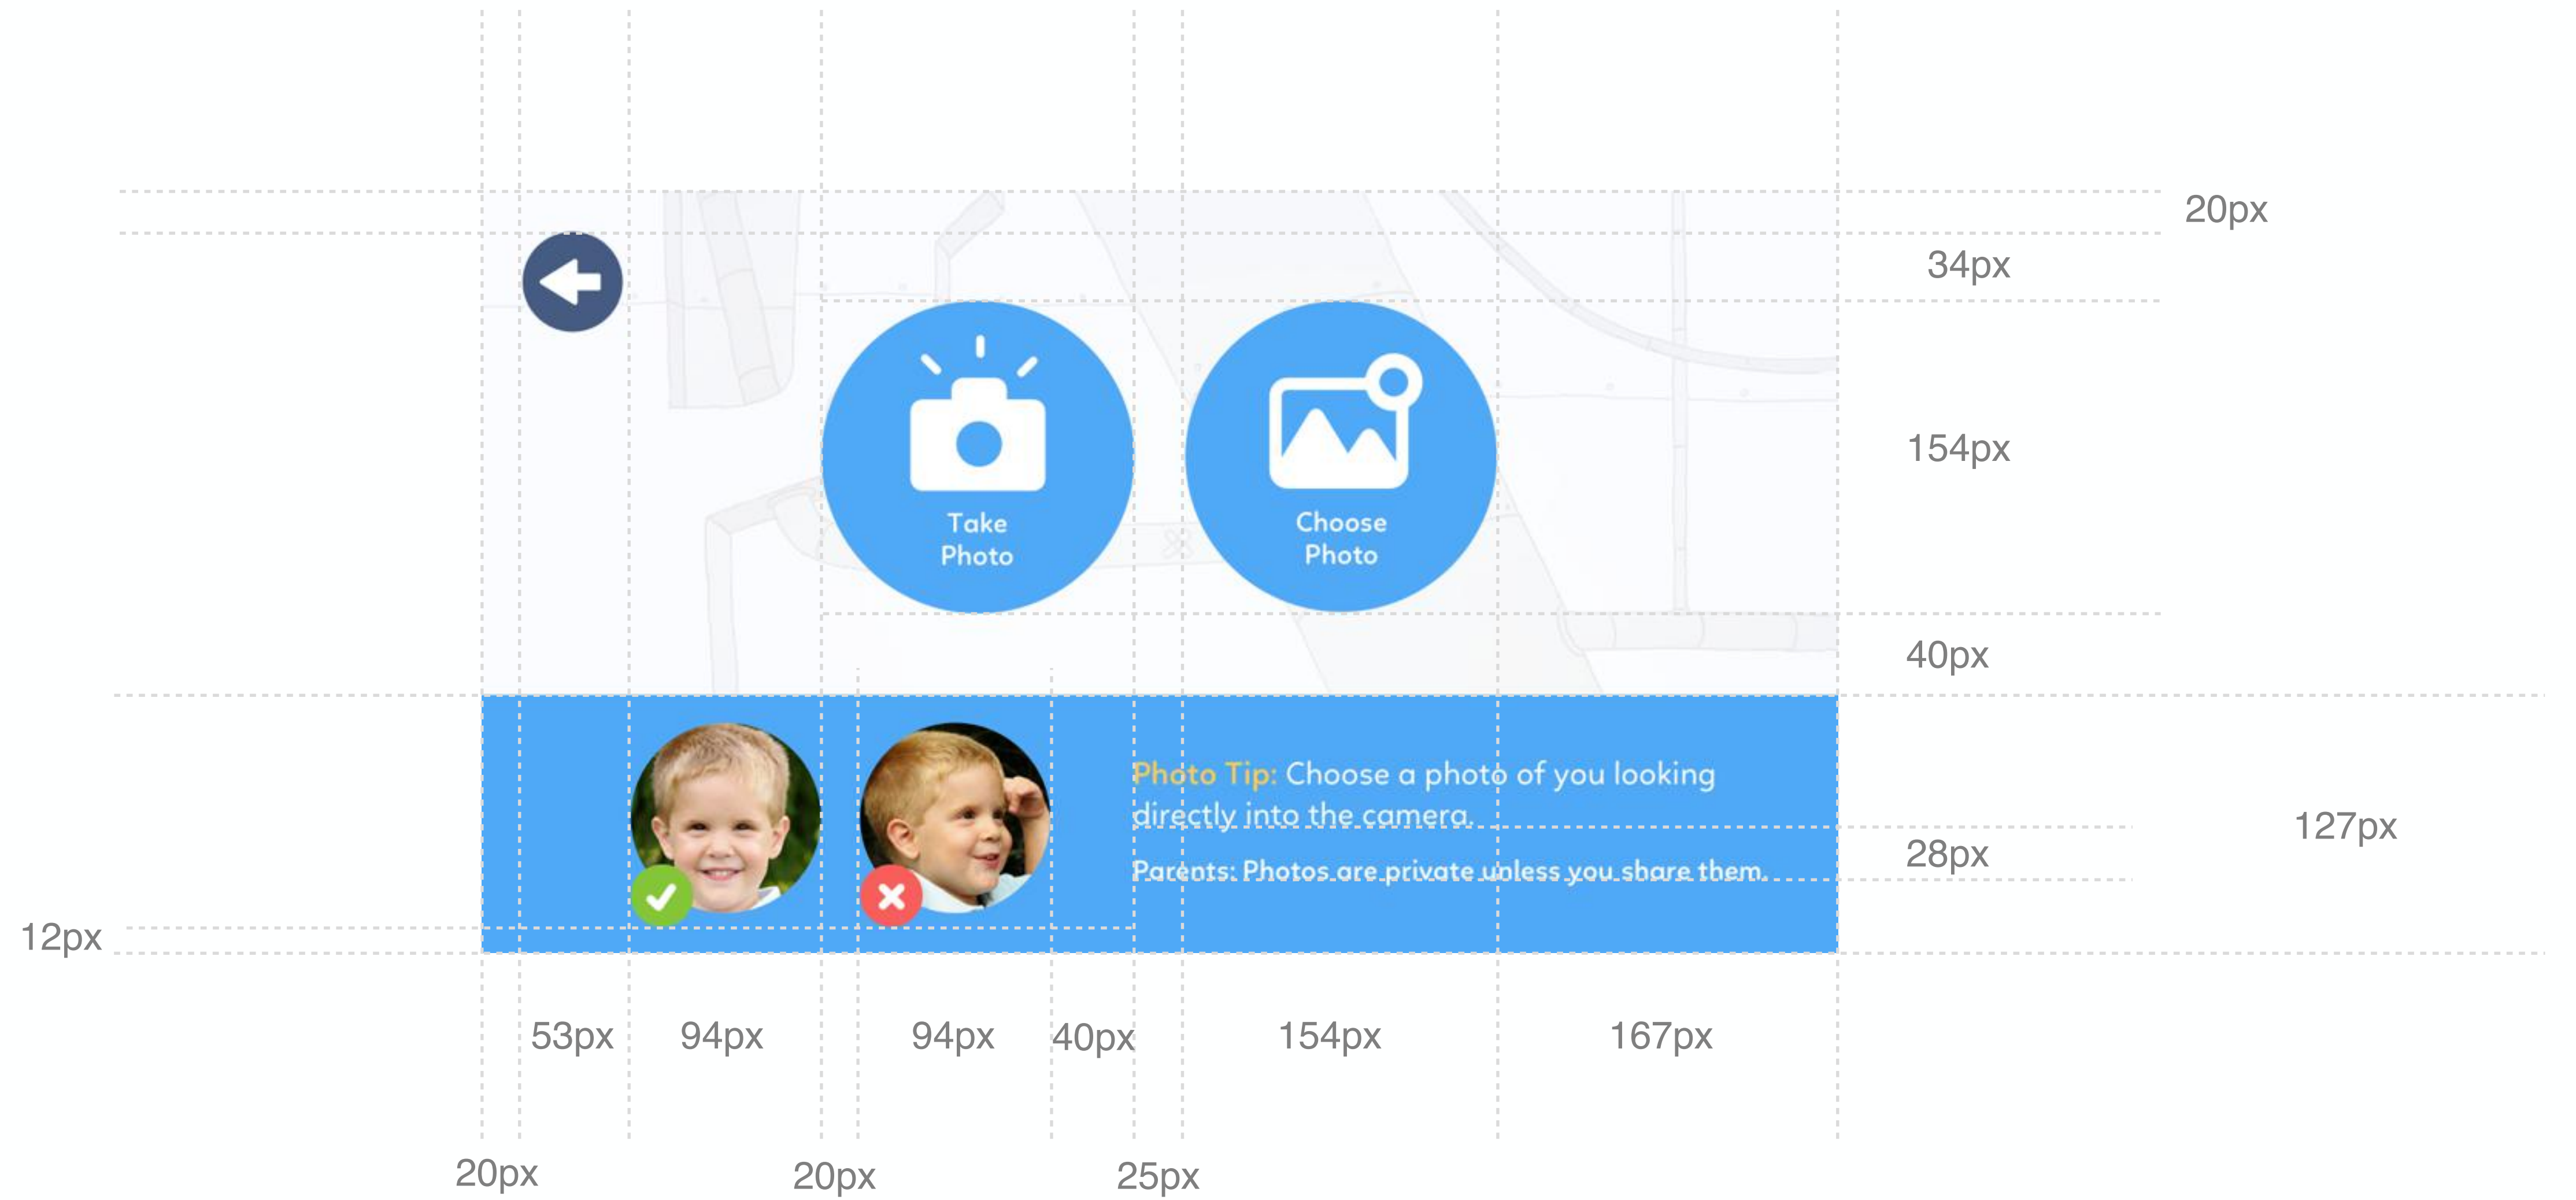 20px
34px
154px
Take
Photo
Choose
Photo
40px
Photo Tip: Choose a photo of you looking
directly into the camera.
127px
28px
Parents: Photos are private unless you share them.
12px
53px
94px
94px
40px
154px
167px
20px
20px
25px